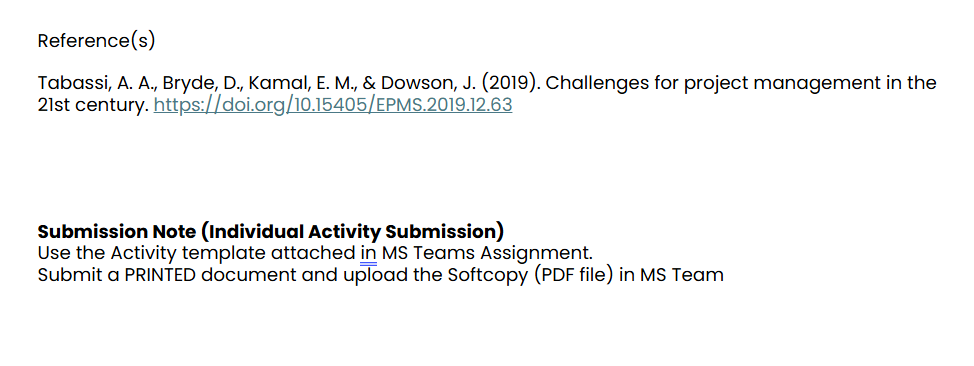 Reference(s)
Tabassi, A. A., Bryde, D., Kamal, E. M., & Dowson, J. (2019). Challenges for project management in the
21st century. https://doi.org/10.15405/EPMS.2019.12.63
Submission Note (Individual Activity Submission)
Use the Activity template attached in MS Teams Assignment.
Submit a PRINTED document and upload the Softcopy (PDF file) in MS Team